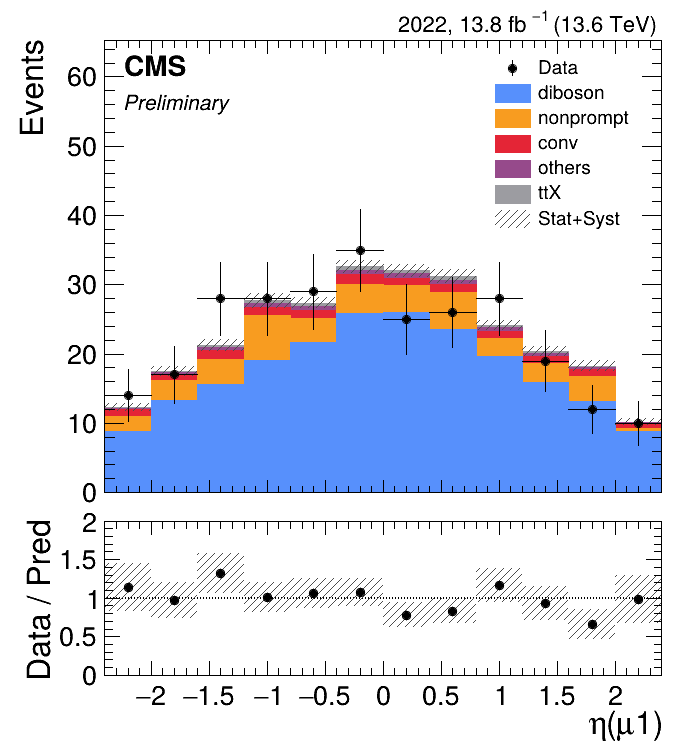 2022, 13.8 fb⁻¹ (13.6 TeV)
CMS
Preliminary
Data
diboson
nonprompt
conv
others
ttX
Stat+Syst
Events
60
50
40
30
20
10
0
Data / Pred
2
1.5
1
0.5
0
−2 −1.5 −1 −0.5 0 0.5 1 1.5 2
η(μ1)